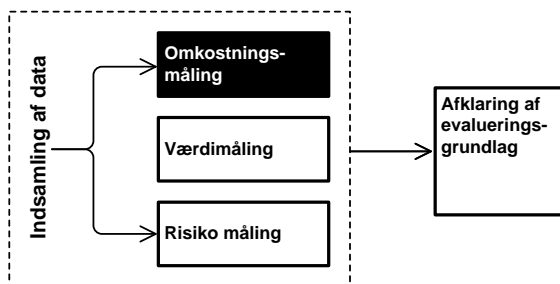 Indsamling af data
Omkostnings-
måling
Værdimåling
Risiko måling
Afklaring af
evaluerings-
grundlag